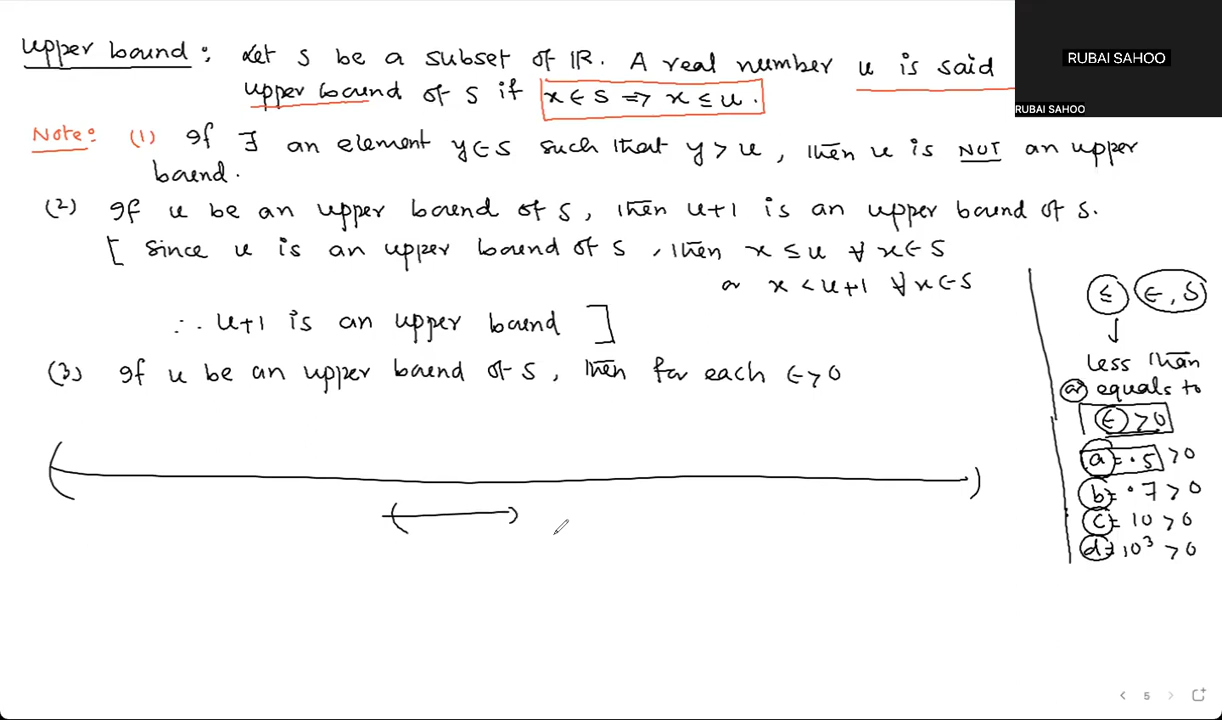 Upper bound : Let S be a subset of IR. A real number u is said
upper bound of S if x ∈ S ⇒ x ≤ u.
Note: (1) If ∃ an element y ∈ S such that y > u, then u is NOT an upper
bound.
(2) If u be an upper bound of S, then u+1 is an upper bound of S.
[ Since u is an upper bound of S, then x ≤ u ∀ x ∈ S
or x < u+1 ∀ x ∈ S
∴ u+1 is an upper bound ]
(3) If u be an upper bound of S, then for each ϵ > 0
≤ ϵ, S
↓
less than
or equals to
ϵ > 0
a = .5 > 0
b = .7 > 0
c = 10 > 0
d = 10³ > 0
RUBAI SAHOO
RUBAI SAHOO
5